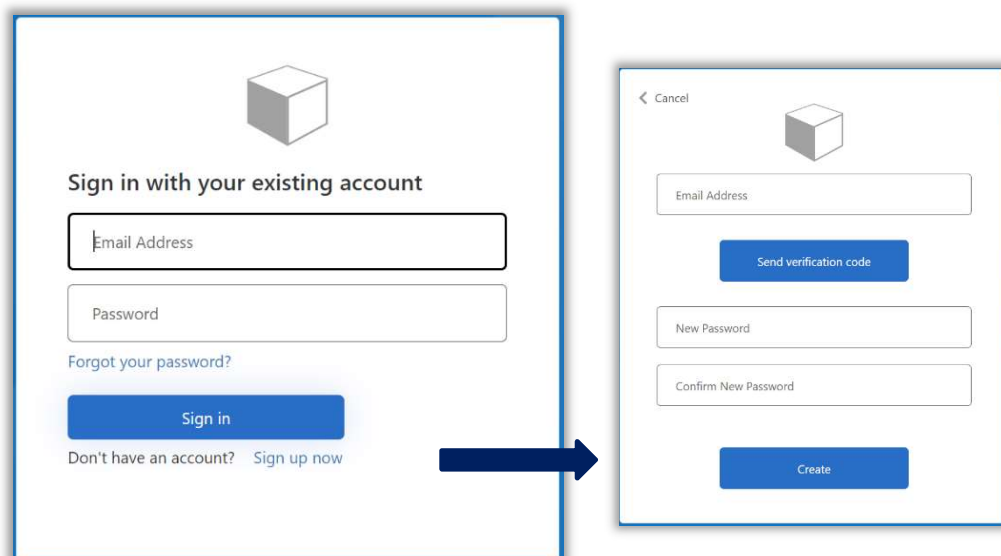 Sign in with your existing account
Email Address
Password
Forgot your password?
Sign in
Don't have an account? Sign up now
Cancel
Email Address
Send verification code
New Password
Confirm New Password
Create